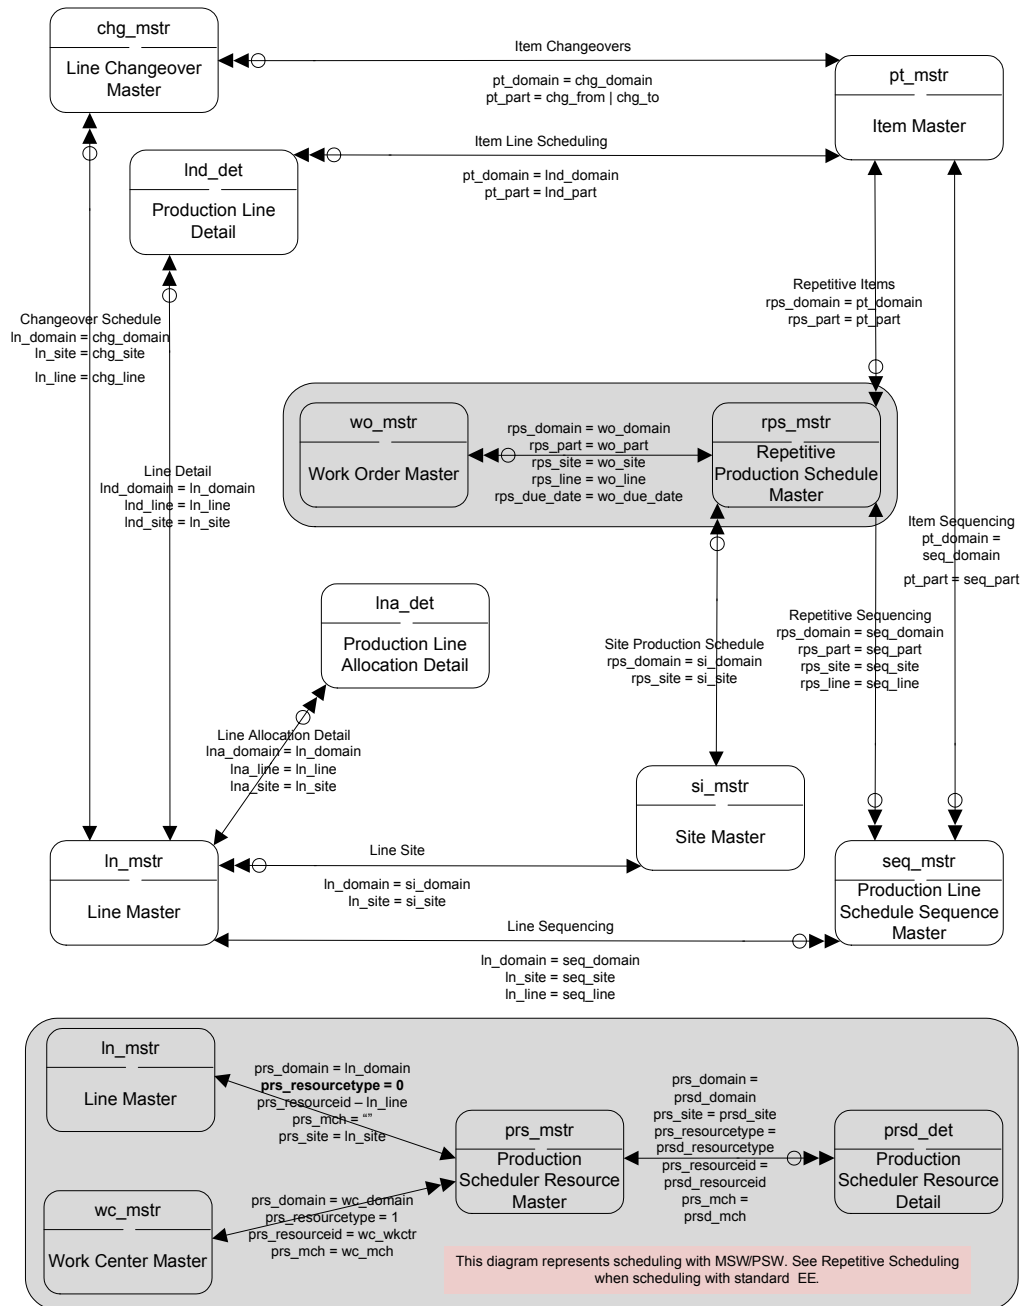 chg_mstr
Line Changeover
Master
Item Changeovers
pt_domain = chg_domain
pt_part = chg_from | chg_to
pt_mstr
Item Master
Item Line Scheduling
pt_domain = lnd_domain
pt_part = lnd_part
lnd_det
Production Line
Detail
Repetitive Items
rps_domain = pt_domain
rps_part = pt_part
Changeover Schedule
ln_domain = chg_domain
ln_site = chg_site
ln_line = chg_line
wo_mstr
Work Order Master
rps_domain = wo_domain
rps_part = wo_part
rps_site = wo_site
rps_line = wo_line
rps_due_date = wo_due_date
rps_mstr
Repetitive
Production Schedule
Master
Line Detail
lnd_domain = ln_domain
lnd_line = ln_line
lnd_site = ln_site
Item Sequencing
pt_domain =
seq_domain
pt_part = seq_part
lna_det
Production Line
Allocation Detail
Site Production Schedule
rps_domain = si_domain
rps_site = si_site
Repetitive Sequencing
rps_domain = seq_domain
rps_part = seq_part
rps_site = seq_site
rps_line = seq_line
Line Allocation Detail
lna_domain = ln_domain
lna_line = ln_line
lna_site = ln_site
si_mstr
Site Master
ln_mstr
Line Master
Line Site
ln_domain = si_domain
ln_site = si_site
seq_mstr
Production Line
Schedule Sequence
Master
Line Sequencing
ln_domain = seq_domain
ln_site = seq_site
ln_line = seq_line
ln_mstr
Line Master
prs_domain = ln_domain
prs_resourcetype = 0
prs_resourceid – ln_line
prs_mch = “”
prs_site = ln_site
prs_mstr
Production
Scheduler Resource
Master
prs_domain =
prsd_domain
prs_site = prsd_site
prs_resourcetype =
prsd_resourcetype
prs_resourceid =
prsd_resourceid
prs_mch =
prsd_mch
prsd_det
Production
Scheduler Resource
Detail
wc_mstr
Work Center Master
prs_domain = wc_domain
prs_resourcetype = 1
prs_resourceid = wc_wkctr
prs_mch = wc_mch
This diagram represents scheduling with MSW/PSW. See Repetitive Scheduling
when scheduling with standard EE.